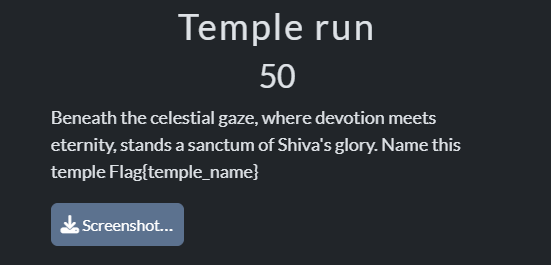 Temple run
50
Beneath the celestial gaze, where devotion meets
eternity, stands a sanctum of Shiva's glory. Name this
temple Flag{temple_name}
Screenshot...